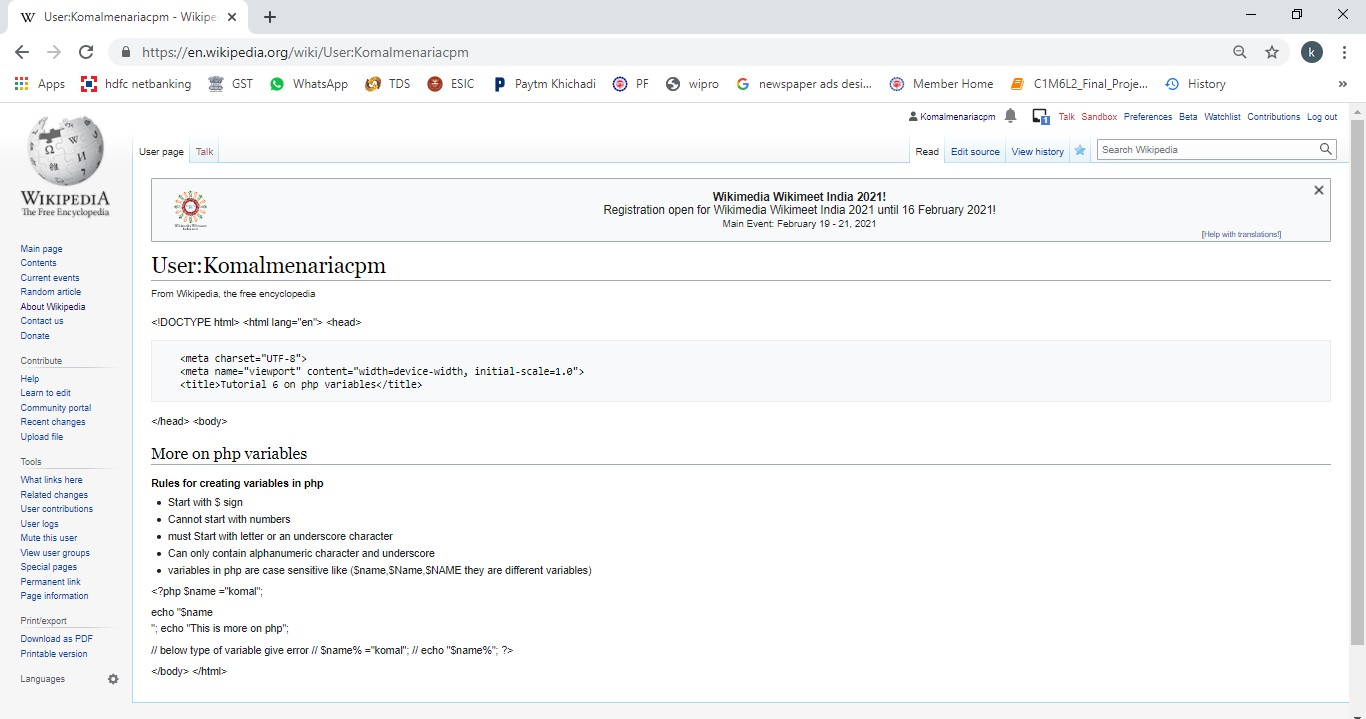 User:Komalmenariacpm - Wikipe
https://en.wikipedia.org/wiki/User:Komalmenariacpm
k
Apps hdfc netbanking GST WhatsApp TDS ESIC Paytm Khichadi PF wipro newspaper ads desi... Member Home C1M6L2_Final_Proje... History »
Komalmenariacpm 1 Talk Sandbox Preferences Beta Watchlist Contributions Log out
User page Talk Read Edit source View history Search Wikipedia
WIKIPEDIA
The Free Encyclopedia
Main page
Contents
Current events
Random article
About Wikipedia
Contact us
Donate
Contribute
Help
Learn to edit
Community portal
Recent changes
Upload file
Tools
What links here
Related changes
User contributions
User logs
Mute this user
View user groups
Special pages
Permanent link
Page information
Print/export
Download as PDF
Printable version
Languages
Wikimedia Wikimeet India 2021!
Registration open for Wikimedia Wikimeet India 2021 until 16 February 2021!
Main Event: February 19 - 21, 2021
[Help with translations!]
User:Komalmenariacpm
From Wikipedia, the free encyclopedia
<!DOCTYPE html> <html lang="en"> <head>
<meta charset="UTF-8">
<meta name="viewport" content="width=device-width, initial-scale=1.0">
<title>Tutorial 6 on php variables</title>
</head> <body>
More on php variables
Rules for creating variables in php
Start with $ sign
Cannot start with numbers
must Start with letter or an underscore character
Can only contain alphanumeric character and underscore
variables in php are case sensitive like ($name,$Name,$NAME they are different variables)
<?php $name ="komal";
echo "$name
"; echo "This is more on php";
// below type of variable give error // $name% ="komal"; // echo "$name%"; ?>
</body> </html>